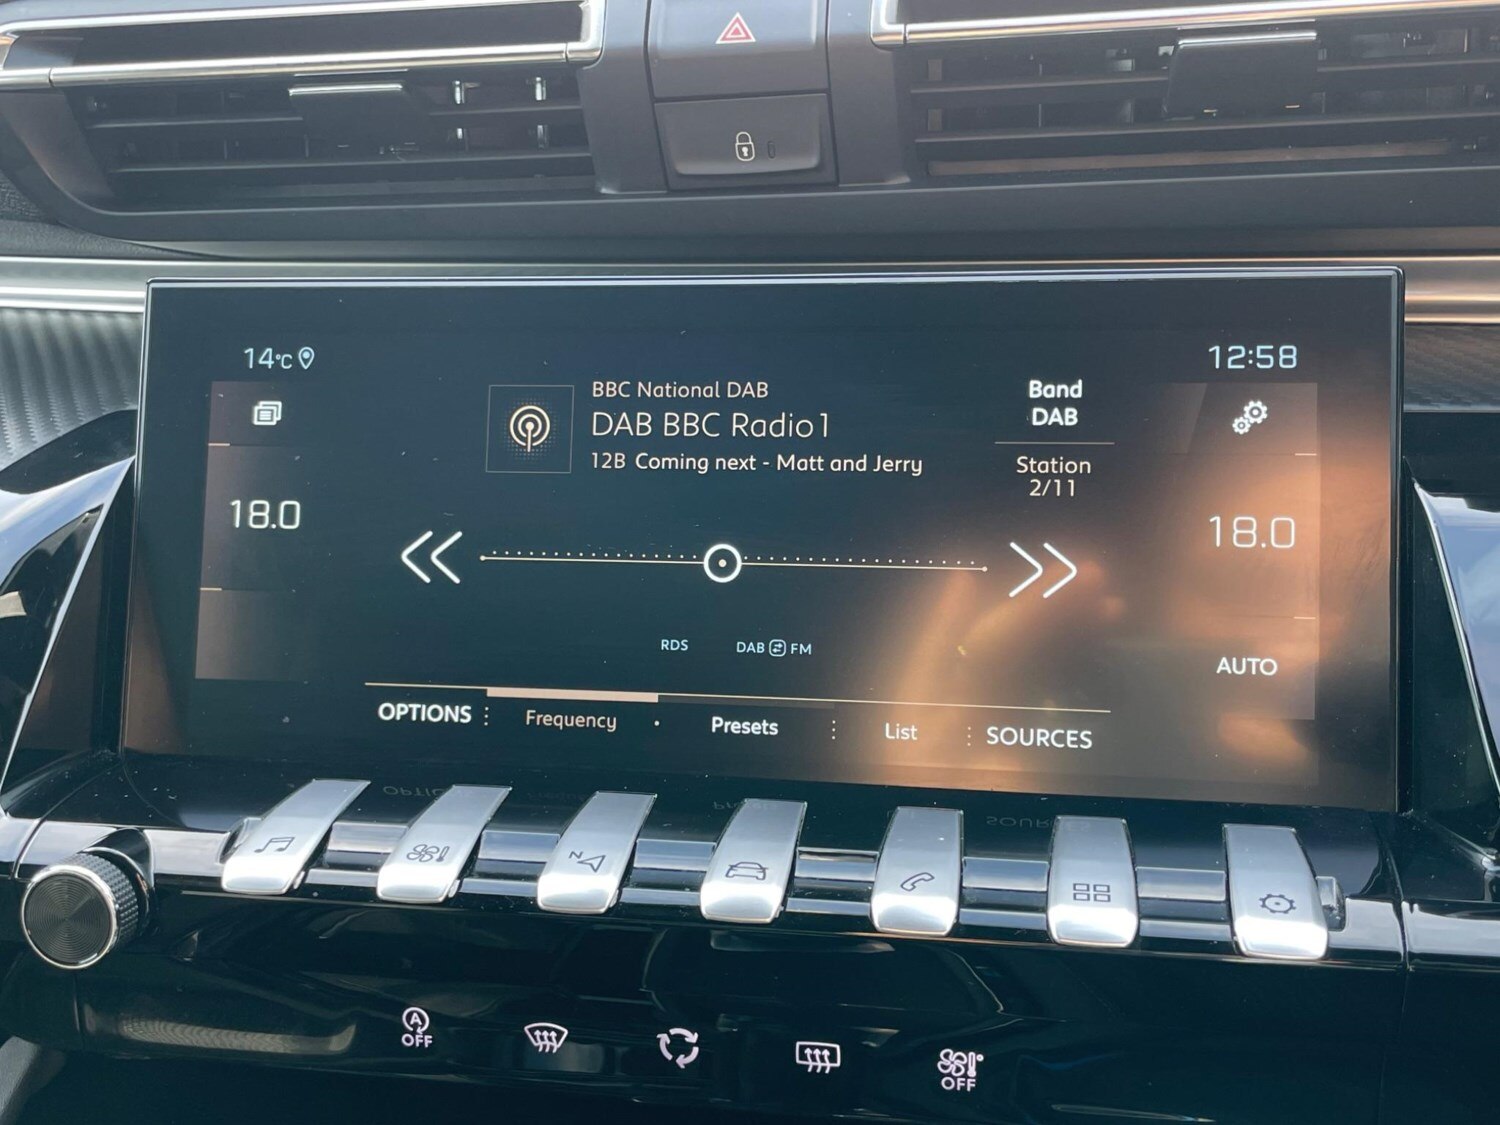 14°C
12:58
BBC National DAB
DAB BBC Radio 1
12B Coming next - Matt and Jerry
Band
DAB
Station
2/11
18.0
18.0
RDS
DAB FM
AUTO
OPTIONS
Frequency
Presets
List
SOURCES
N
A
OFF
OFF